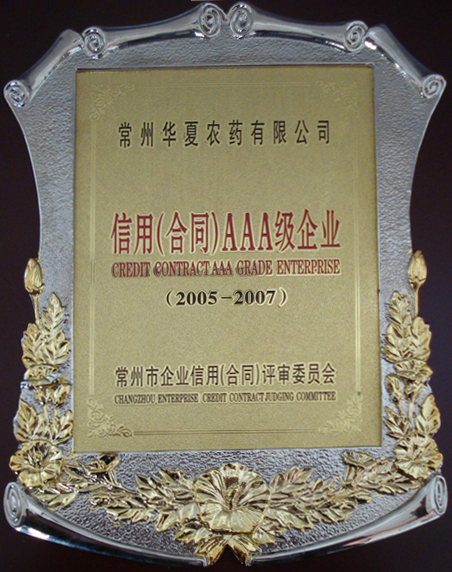 常州华夏农药有限公司
信用(合同)AAA级企业
CREDIT CONTRACT AAA GRADE ENTERPRISE
(2005-2007)
常州市企业信用(合同)评审委员会
CHANGZHOU ENTERPRISE CREDIT CONTRACT JUDGING COMMITTEE